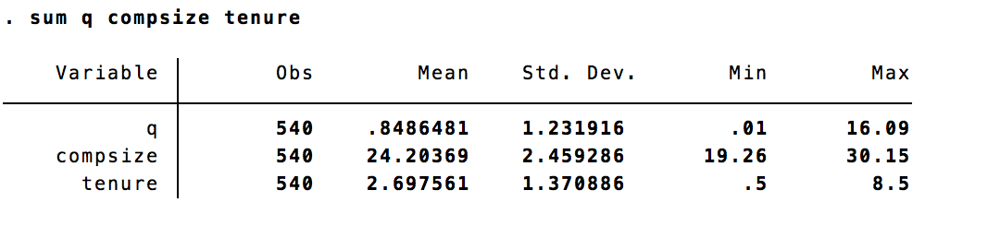 . sum q compsize tenure
Variable Obs Mean Std. Dev. Min Max
q 540 .8486481 1.231916 .01 16.09
compsize 540 24.20369 2.459286 19.26 30.15
tenure 540 2.697561 1.370886 .5 8.5